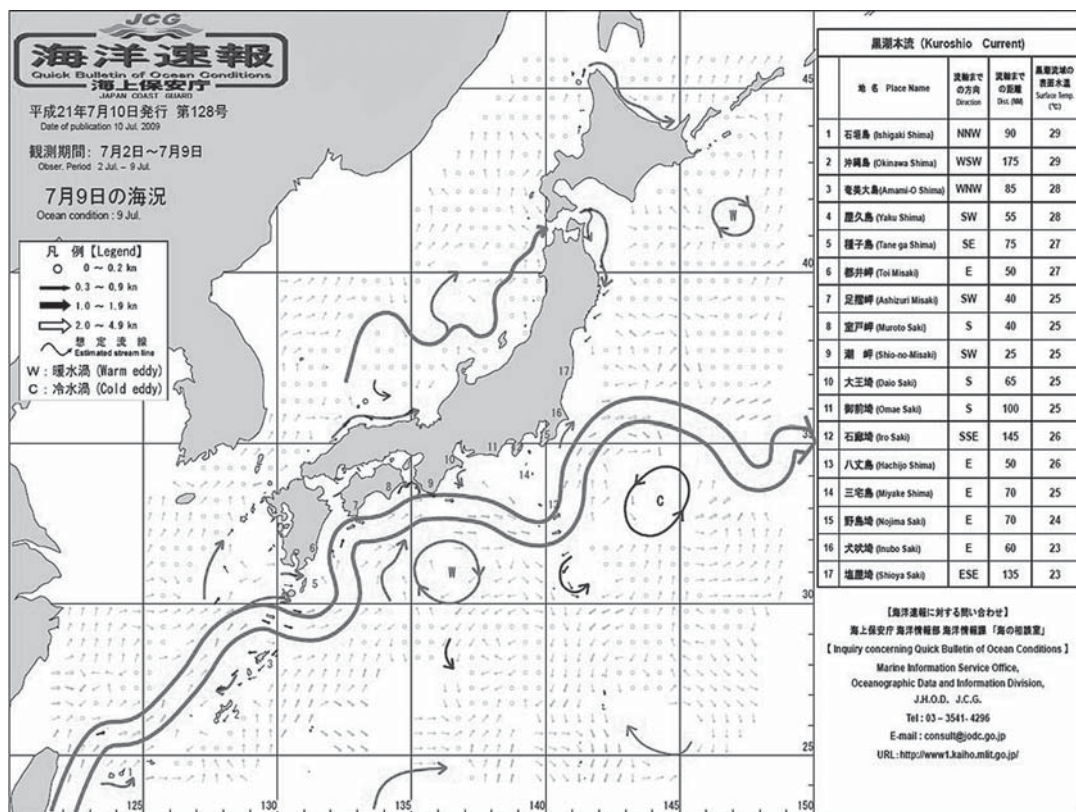 JCG
海洋速報
Quick Bulletin of Ocean Conditions
海上保安庁
JAPAN COAST GUARD
平成21年7月10日発行 第128号
Date of publication 10 Jul. 2009
観測期間: 7月2日~7月9日
Obser. Period 2 Jul. – 9 Jul.
7月9日の海況
Ocean condition : 9 Jul.
凡 例【Legend】
0 ~ 0.2 kn
0.3 ~ 0.9 kn
1.0 ~ 1.9 kn
2.0 ~ 4.9 kn
想 定 流 線
Estimated stream line
W : 暖水渦 (Warm eddy)
C : 冷水渦 (Cold eddy)
45
40
35
30
25
125
130
135
140
145
150
W
W
C
1
2
3
5
6
7
8
9
10
11
12
14
15
16
17
黒潮本流 (Kuroshio Current)
地 名 Place Name
流軸まで の方向 Direction
流軸まで の距離 Dist. (NM)
黒潮流域の 表面水温 Surface Temp. (℃)
1 石垣島 (Ishigaki Shima) NNW 90 29
2 沖縄島 (Okinawa Shima) WSW 175 29
3 奄美大島(Amami-O Shima) WNW 85 28
4 屋久島 (Yaku Shima) SW 55 28
5 種子島 (Tane ga Shima) SE 75 27
6 都井岬 (Toi Misaki) E 50 27
7 足摺岬 (Ashizuri Misaki) SW 40 25
8 室戸岬 (Muroto Saki) S 40 25
9 潮 岬 (Shio-no-Misaki) SW 25 25
10 大王埼 (Daio Saki) S 65 25
11 御前埼 (Omae Saki) S 100 25
12 石廊埼 (Iro Saki) SSE 145 26
13 八丈島 (Hachijo Shima) E 50 26
14 三宅島 (Miyake Shima) E 70 25
15 野島埼 (Nojima Saki) E 70 24
16 犬吠埼 (Inubo Saki) E 60 23
17 塩屋埼 (Shioya Saki) ESE 135 23
【海洋速報に対する問い合わせ】
海上保安庁 海洋情報部 海洋情報課 「海の相談室」
【 Inquiry concerning Quick Bulletin of Ocean Conditions 】
Marine Information Service Office,
Oceanographic Data and Information Division,
J.H.O.D. J.C.G.
Tel : 03 – 3541- 4296
E-mail : consult@jodc.go.jp
URL: http://www1.kaiho.mlit.go.jp/